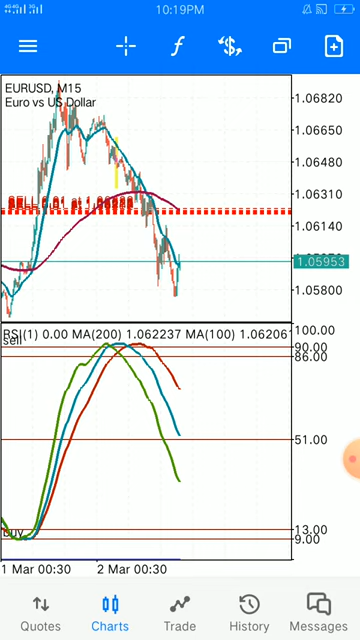 10:19PM
EURUSD, M15
Euro vs US Dollar
1.06820
1.06650
1.06480
1.06310
1.06140
1.05953
1.05800
RSI(1) 0.00 MA(200) 1.062237 MA(100) 1.06206
sell
100.00
90.00
86.00
51.00
13.00
9.00
buy
1 Mar 00:30
2 Mar 00:30
Quotes
Charts
Trade
History
Messages